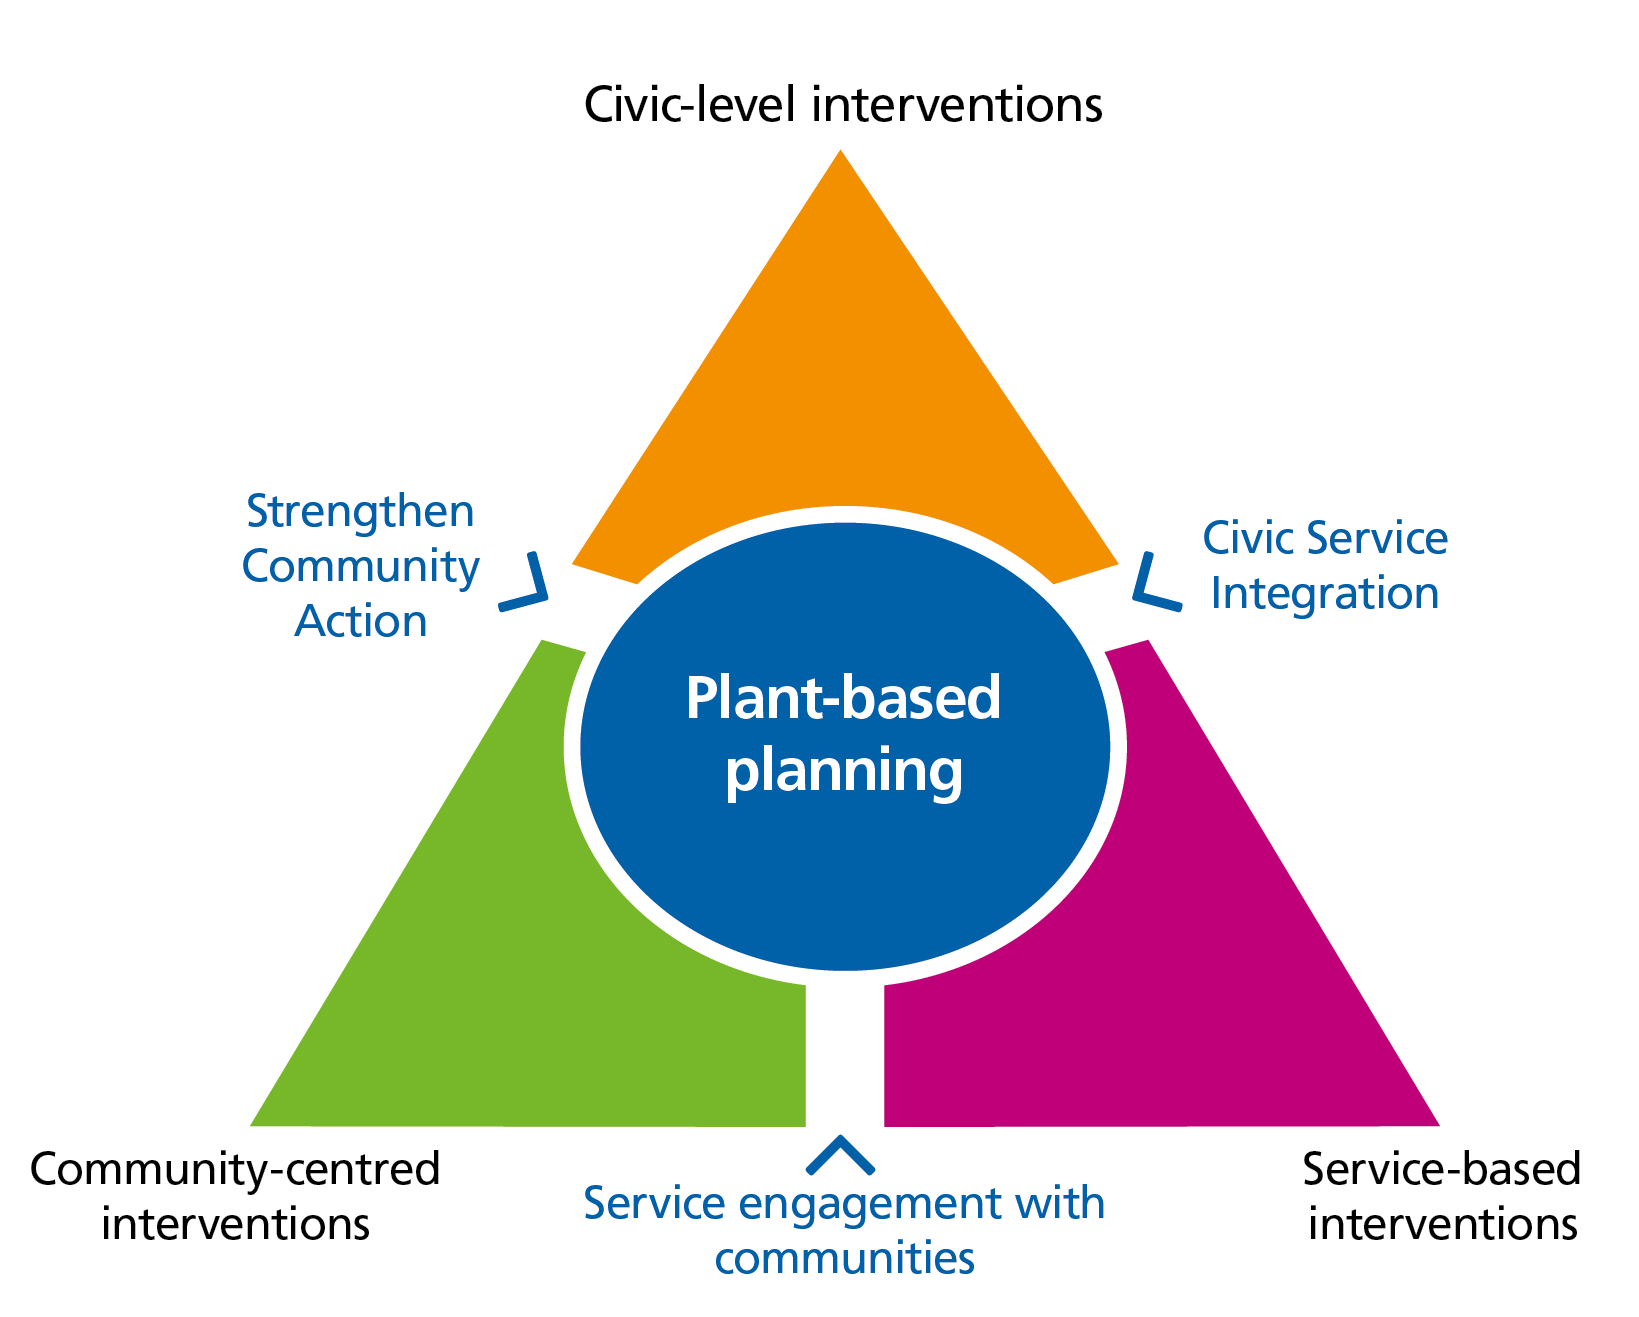 Civic-level interventions
Strengthen
Community
Action
Civic Service
Integration
Plant-based
planning
Community-centred
interventions
Service engagement with
communities
Service-based
interventions